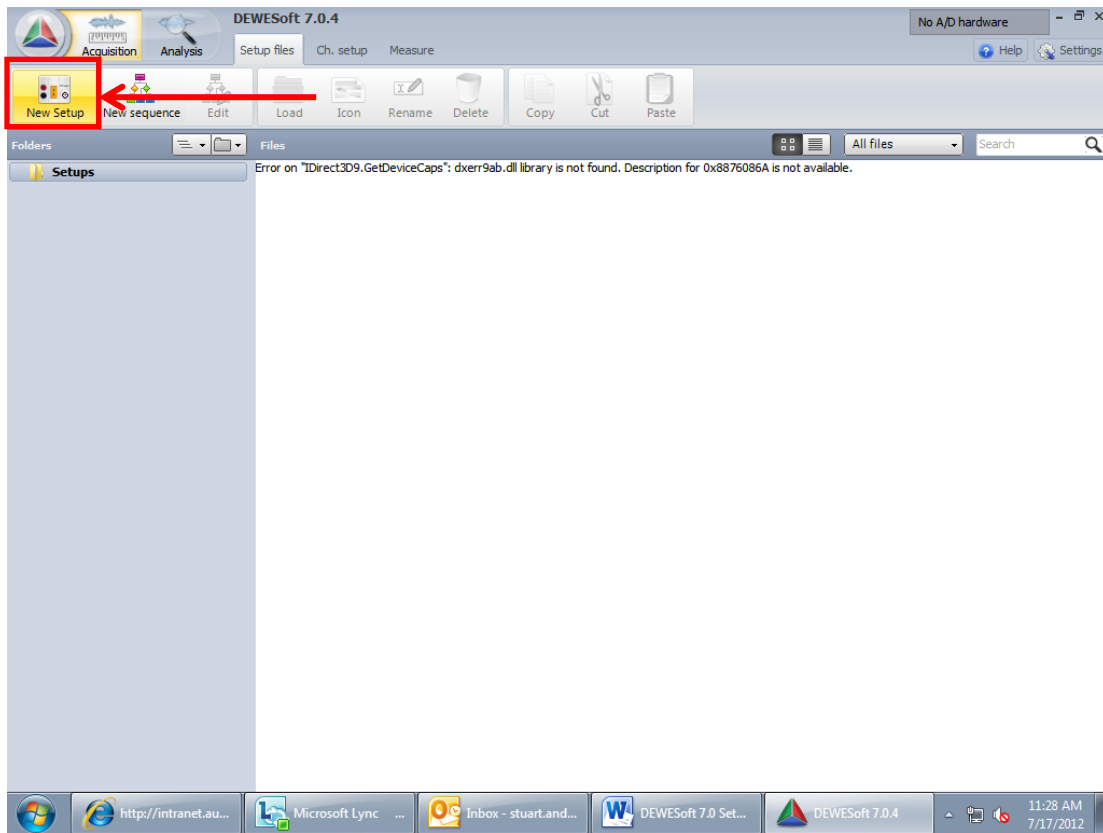 DEWESoft 7.0.4
No A/D hardware
Acquisition
Analysis
Setup files
Ch. setup
Measure
Help
Settings
New Setup
New sequence
Edit
Load
Icon
Rename
Delete
Copy
Cut
Paste
Folders
Files
All files
Search
Setups
Error on "IDirect3D9.GetDeviceCaps": dxerr9ab.dll library is not found. Description for 0x8876086A is not available.
http://intranet.au...
Microsoft Lync ...
Inbox - stuart.and...
DEWESoft 7.0 Set...
DEWESoft 7.0.4
11:28 AM
7/17/2012